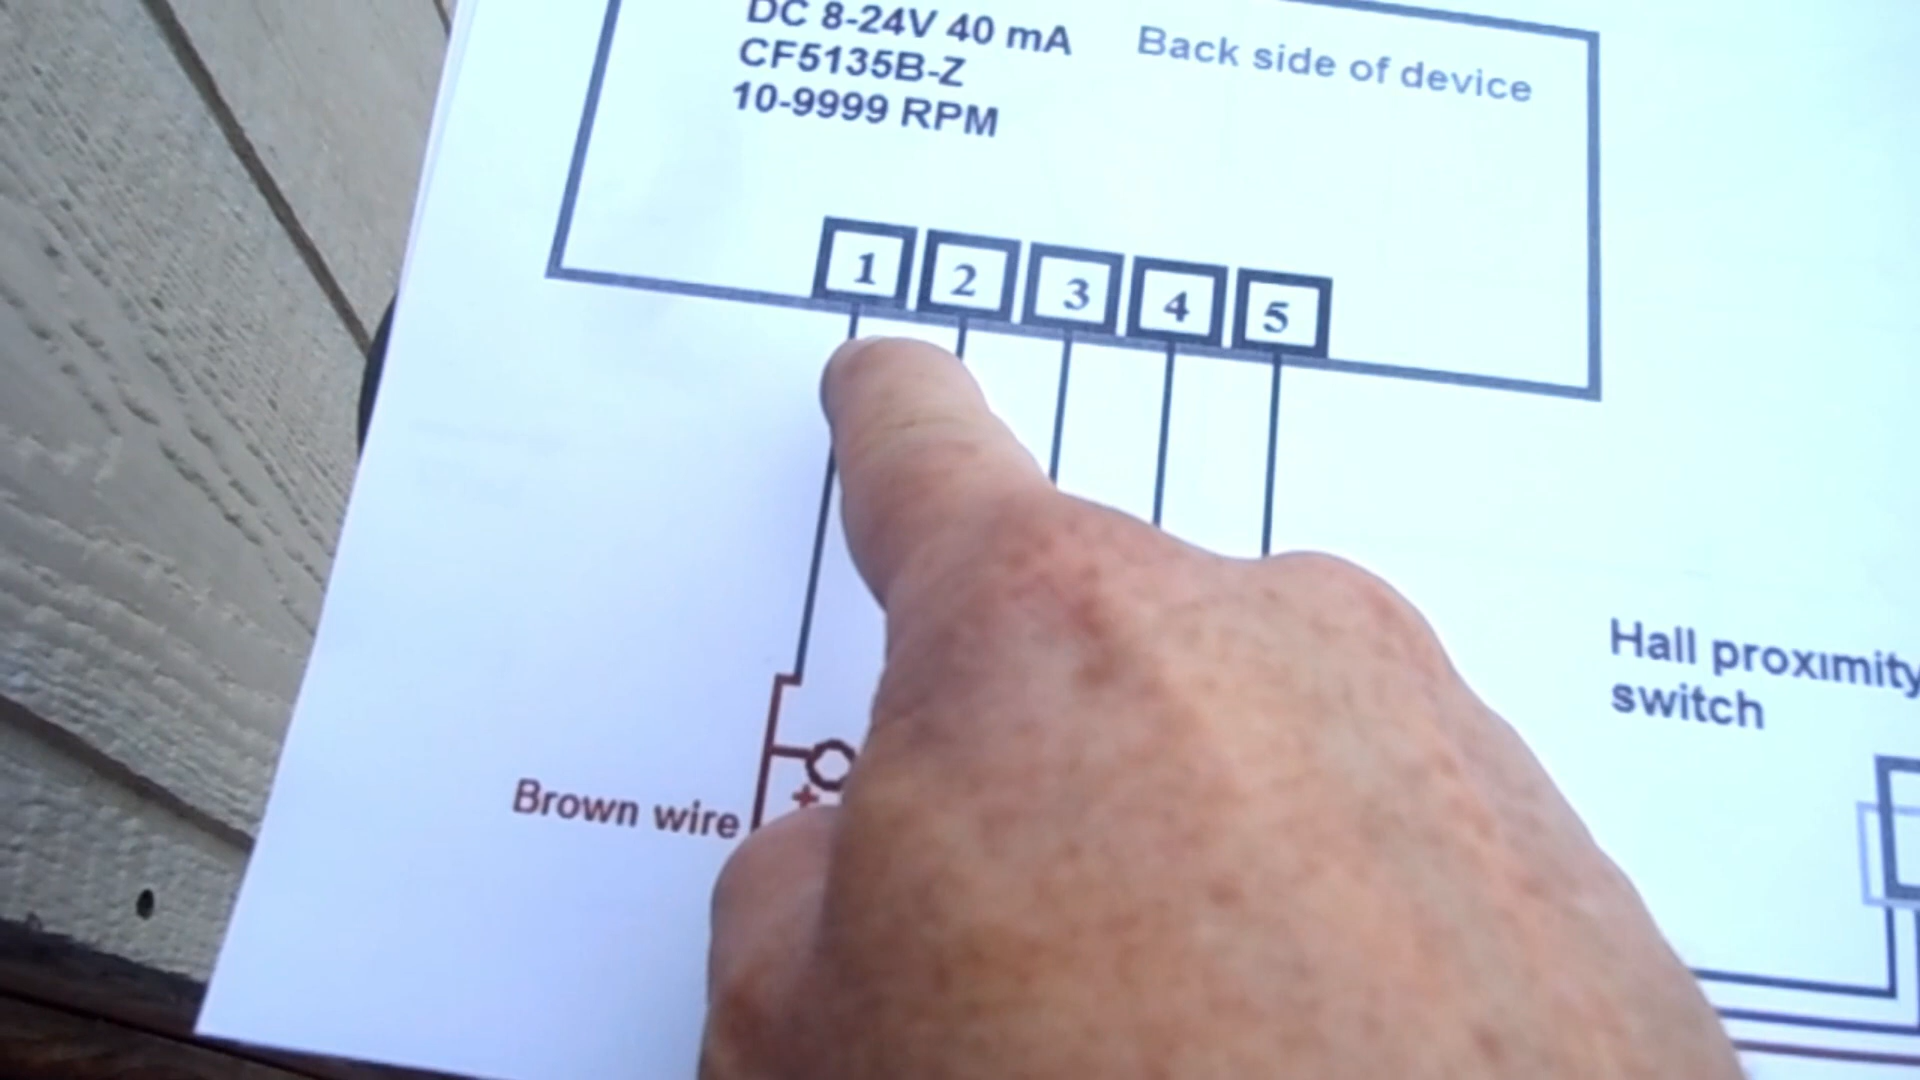 DC 8-24V 40 mA
CF5135B-Z
10-9999 RPM
Back side of device
1 2 3 4 5
Hall proximity
switch
Brown wire
+